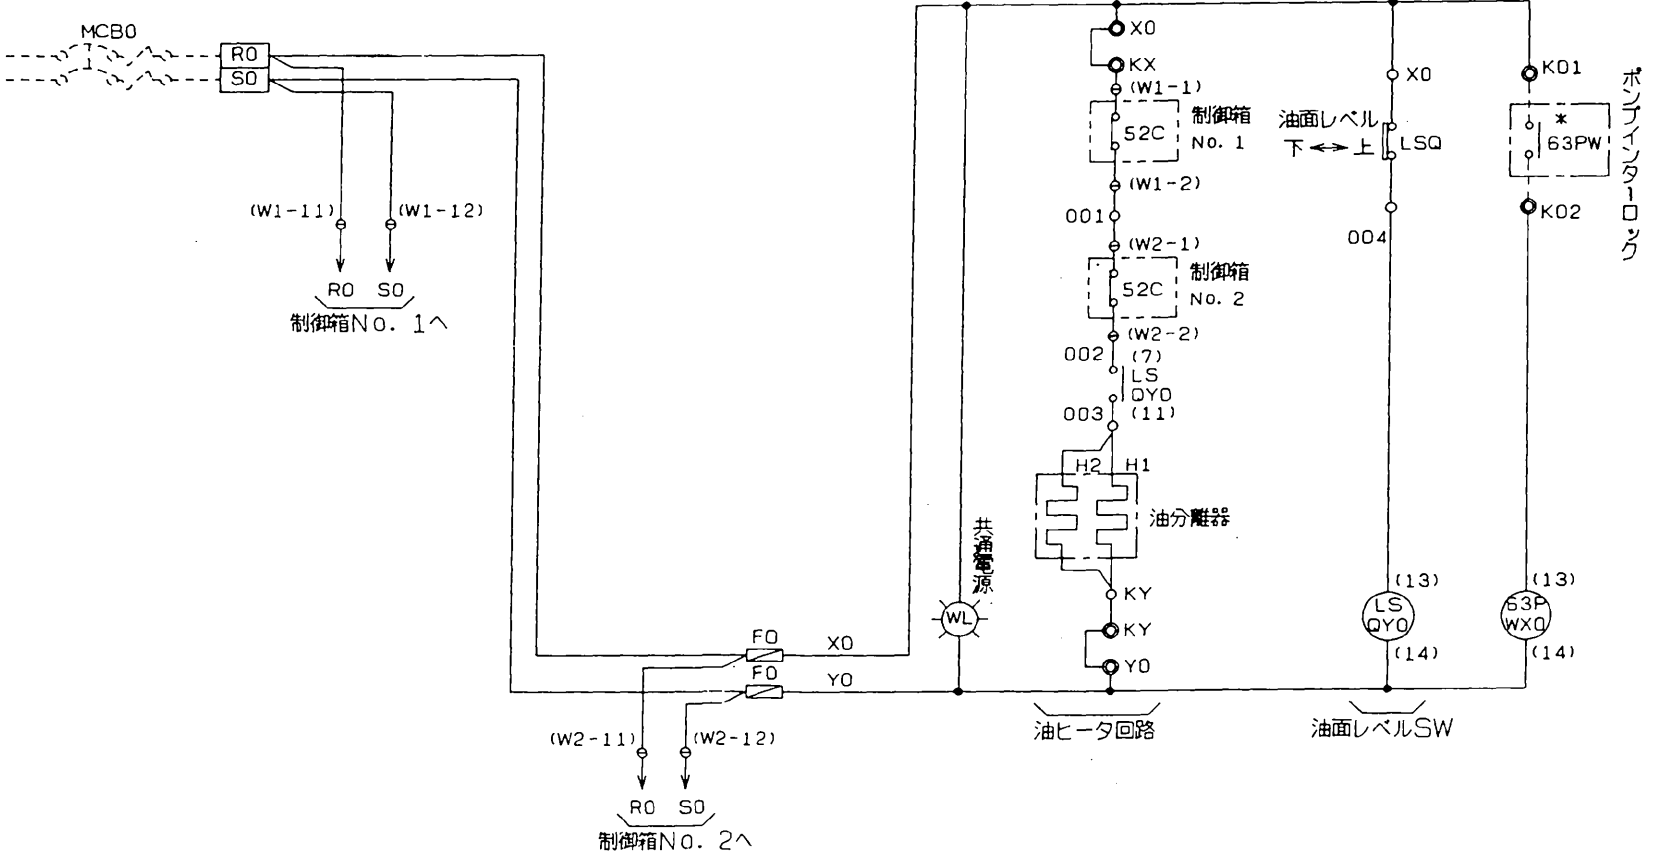 MCB0
R0
S0
(W1-11)
(W1-12)
R0
S0
制御箱No. 1へ
F0
X0
F0
Y0
(W2-11)
(W2-12)
R0
S0
制御箱No. 2へ
共通電源
WL
X0
KX
(W1-1)
52C
制御箱
No. 1
(W1-2)
001
(W2-1)
52C
制御箱
No. 2
(W2-2)
002
(7)
LS
QY0
003
(11)
H2
H1
油分離器
KY
KY
Y0
油ヒータ回路
X0
油面レベル
下↔上
LSQ
004
(13)
LS
QY0
(14)
油面レベルSW
K01
*
63PW
K02
ポンプインターロック
(13)
63P
WX0
(14)